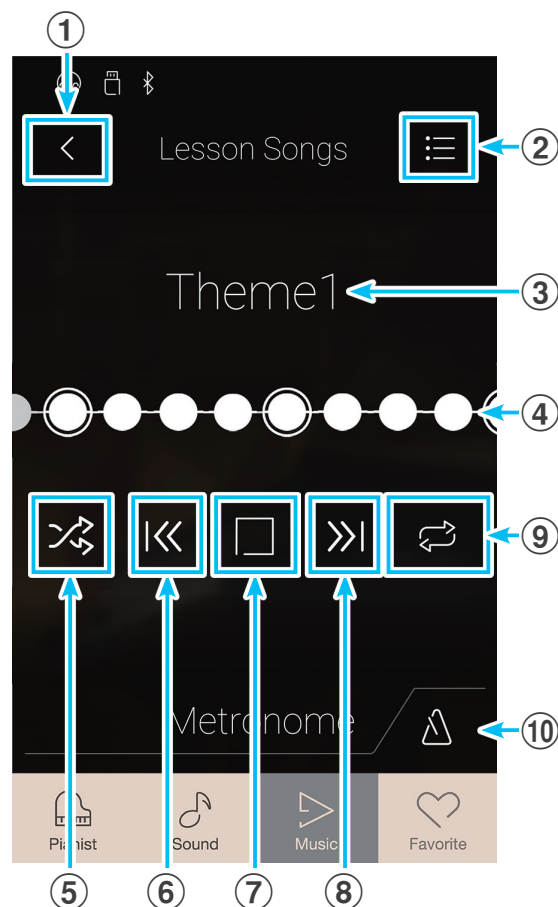 ①
Lesson Songs
②
Theme1
③
④
⑨
Metronome
⑩
Pianist Sound Music Favorite
⑤ ⑥ ⑦ ⑧